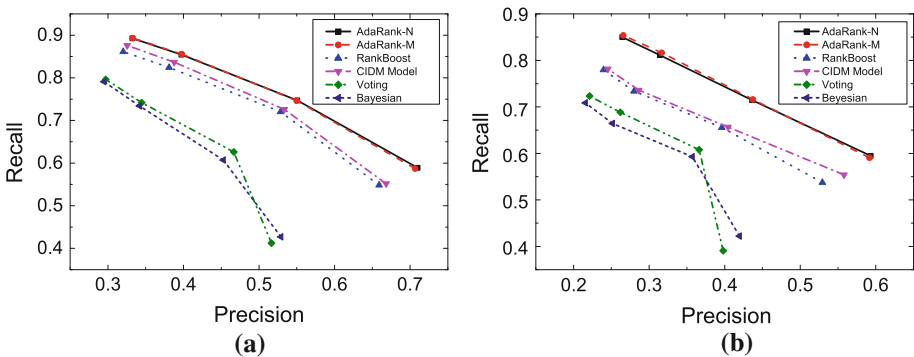 0.9
0.8
0.7
0.6
0.5
0.4
Recall
0.3
0.4
0.5
0.6
0.7
Precision
AdaRank-N
AdaRank-M
RankBoost
CIDM Model
Voting
Bayesian
(a)
0.9
0.8
0.7
0.6
0.5
0.4
Recall
0.2
0.3
0.4
0.5
0.6
Precision
AdaRank-N
AdaRank-M
RankBoost
CIDM Model
Voting
Bayesian
(b)